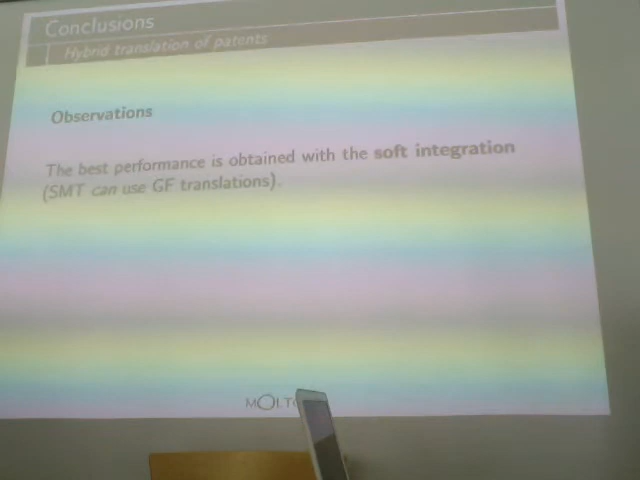 Conclusions
Hybrid translation of patents
Observations
The best performance is obtained with the soft integration
(SMT can use GF translations).